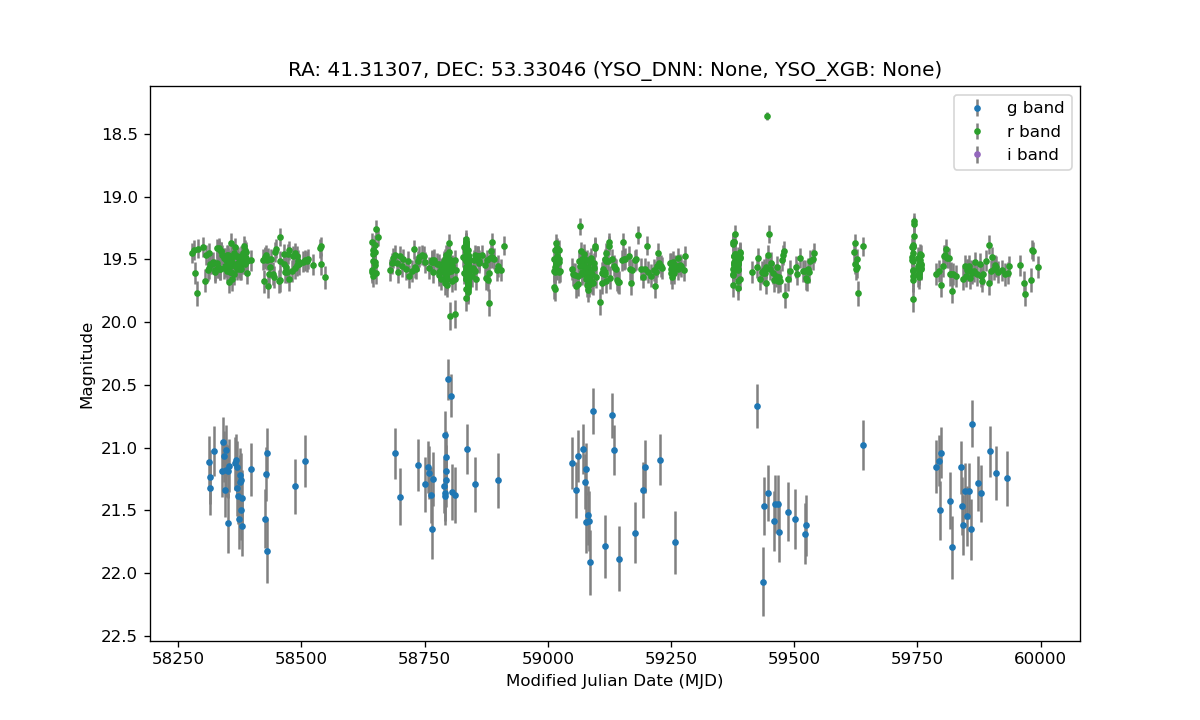 RA: 41.31307, DEC: 53.33046 (YSO_DNN: None, YSO_XGB: None)
g band
r band
i band
18.5
19.0
19.5
20.0
20.5
21.0
21.5
22.0
22.5
Magnitude
58250 58500 58750 59000 59250 59500 59750 60000
Modified Julian Date (MJD)